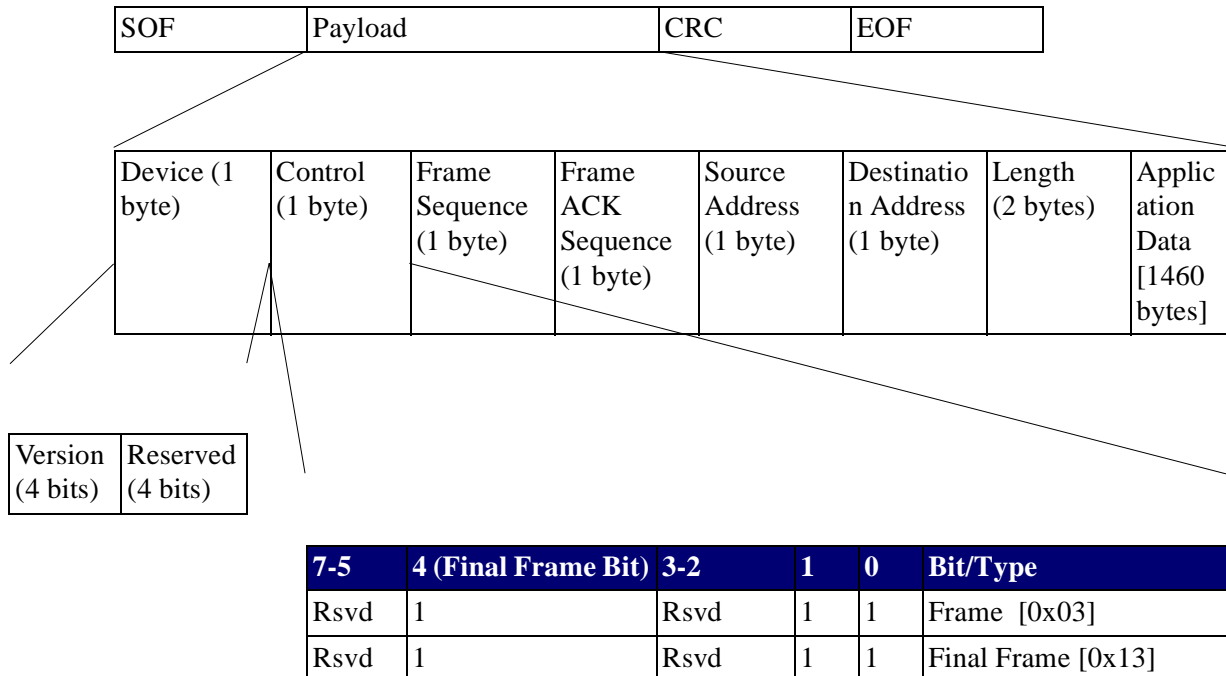 SOF Payload CRC EOF
Device (1 Control Frame Frame Source Destinatio Length Applic
byte) (1 byte) Sequence ACK Address n Address (2 bytes) ation
(1 byte) Sequence (1 byte) (1 byte) Data
(1 byte) [1460
bytes]
Version Reserved
(4 bits) (4 bits)
7-5 4 (Final Frame Bit) 3-2 1 0 Bit/Type
Rsvd 1 Rsvd 1 1 Frame [0x03]
Rsvd 1 Rsvd 1 1 Final Frame [0x13]